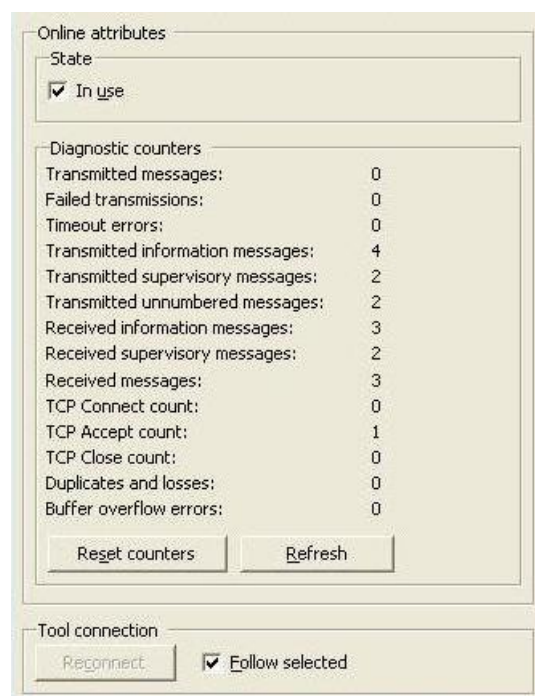 Online attributes
State
In use
Diagnostic counters
Transmitted messages: 0
Failed transmissions: 0
Timeout errors: 0
Transmitted information messages: 4
Transmitted supervisory messages: 2
Transmitted unnumbered messages: 2
Received information messages: 3
Received supervisory messages: 2
Received messages: 3
TCP Connect count: 0
TCP Accept count: 1
TCP Close count: 0
Duplicates and losses: 0
Buffer overflow errors: 0
Reset counters Refresh
Tool connection
Reconnect Follow selected